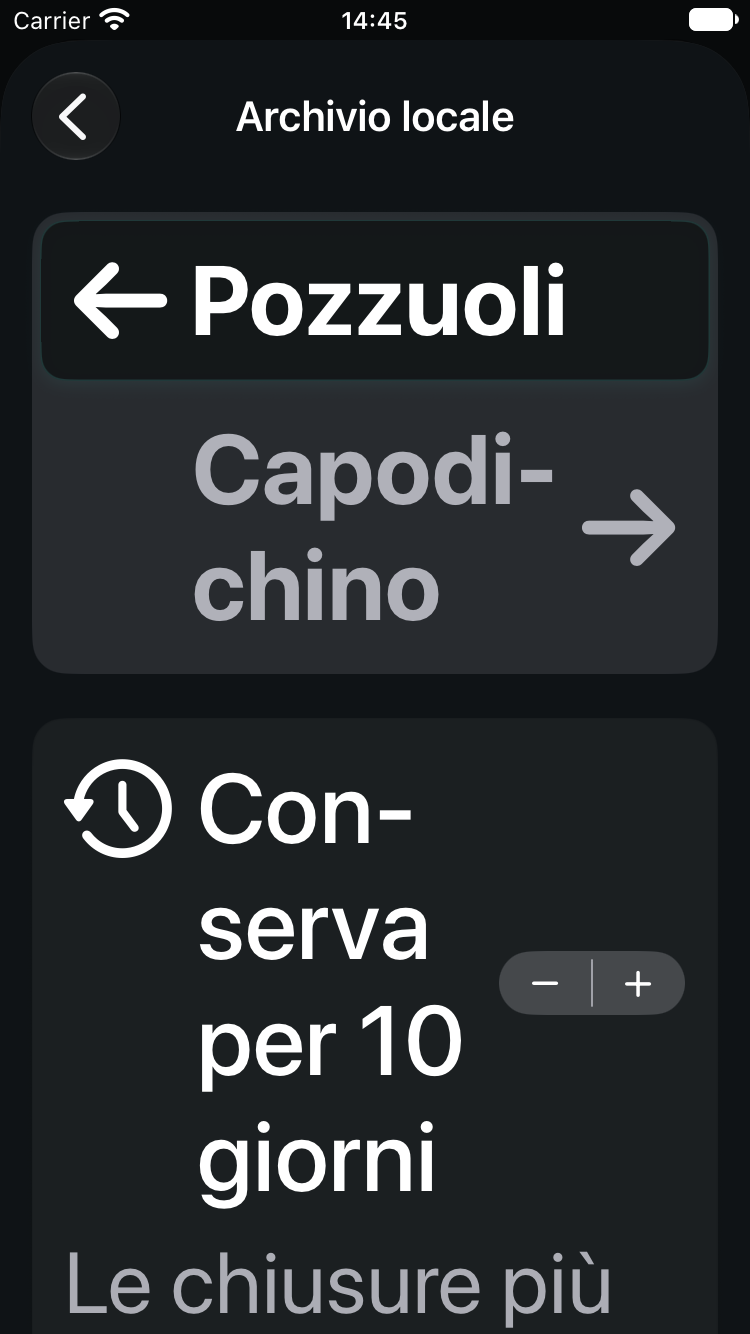 Carrier 14:45
Archivio locale
Pozzuoli
Capodi-
chino
Con-
serva
per 10
giorni
Le chiusure più